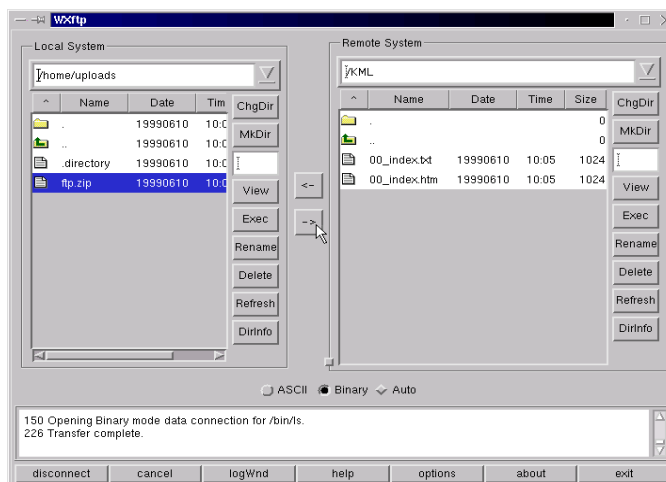 WXftp
Local System
/home/uploads
^ Name Date Tim
. 19990610 10:0
.. 19990610 10:0
.directory 19990610 10:0
ftp.zip 19990610 10:0
ChgDir
MkDir
View
Exec
Rename
Delete
Refresh
DirInfo
<-
->
Remote System
/KML
^ Name Date Time Size
. 0
.. 0
00_index.txt 19990610 10:05 1024
00_index.htm 19990610 10:05 1024
ChgDir
MkDir
View
Exec
Rename
Delete
Refresh
DirInfo
ASCII Binary Auto
150 Opening Binary mode data connection for /bin/ls.
226 Transfer complete.
disconnect cancel logWnd help options about exit